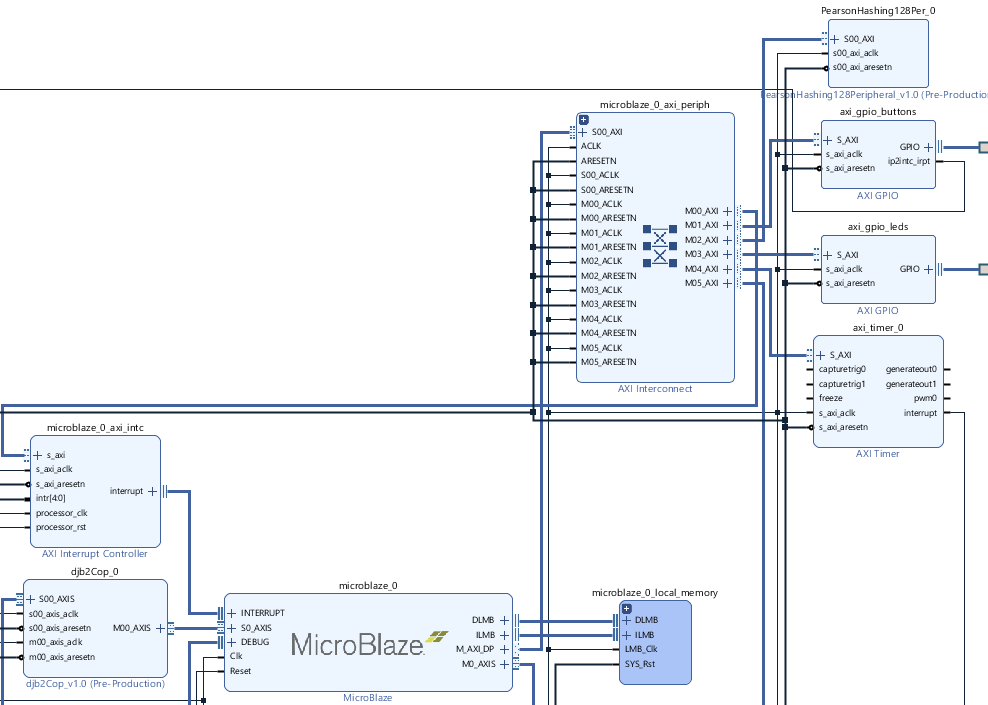 PearsonHashing128Per_0
S00_AXI
s00_axi_aclk
s00_axi_aresetn
PearsonHashing128Peripheral_v1.0 (Pre-Productio
microblaze_0_axi_periph
S00_AXI
ACLK
ARESETN
S00_ACLK
S00_ARESETN
M00_ACLK
M00_ARESETN
M01_ACLK
M01_ARESETN
M02_ACLK
M02_ARESETN
M03_ACLK
M03_ARESETN
M04_ACLK
M04_ARESETN
M05_ACLK
M05_ARESETN
M00_AXI
M01_AXI
M02_AXI
M03_AXI
M04_AXI
M05_AXI
AXI Interconnect
axi_gpio_buttons
S_AXI
s_axi_aclk
s_axi_aresetn
GPIO
ip2intc_irpt
AXI GPIO
axi_gpio_leds
S_AXI
s_axi_aclk
s_axi_aresetn
GPIO
AXI GPIO
axi_timer_0
S_AXI
capturetrig0
capturetrig1
freeze
s_axi_aclk
s_axi_aresetn
generateout0
generateout1
pwm0
interrupt
AXI Timer
microblaze_0_axi_intc
s_axi
s_axi_aclk
s_axi_aresetn
intr[4:0]
processor_clk
processor_rst
interrupt
AXI Interrupt Controller
djb2Cop_0
S00_AXIS
s00_axis_aclk
s00_axis_aresetn
m00_axis_aclk
m00_axis_aresetn
M00_AXIS
djb2Cop_v1.0 (Pre-Production)
microblaze_0
INTERRUPT
S0_AXIS
DEBUG
Clk
Reset
MicroBlaze
DLMB
ILMB
M_AXI_DP
M0_AXIS
MicroBlaze
microblaze_0_local_memory
DLMB
ILMB
LMB_Clk
SYS_Rst